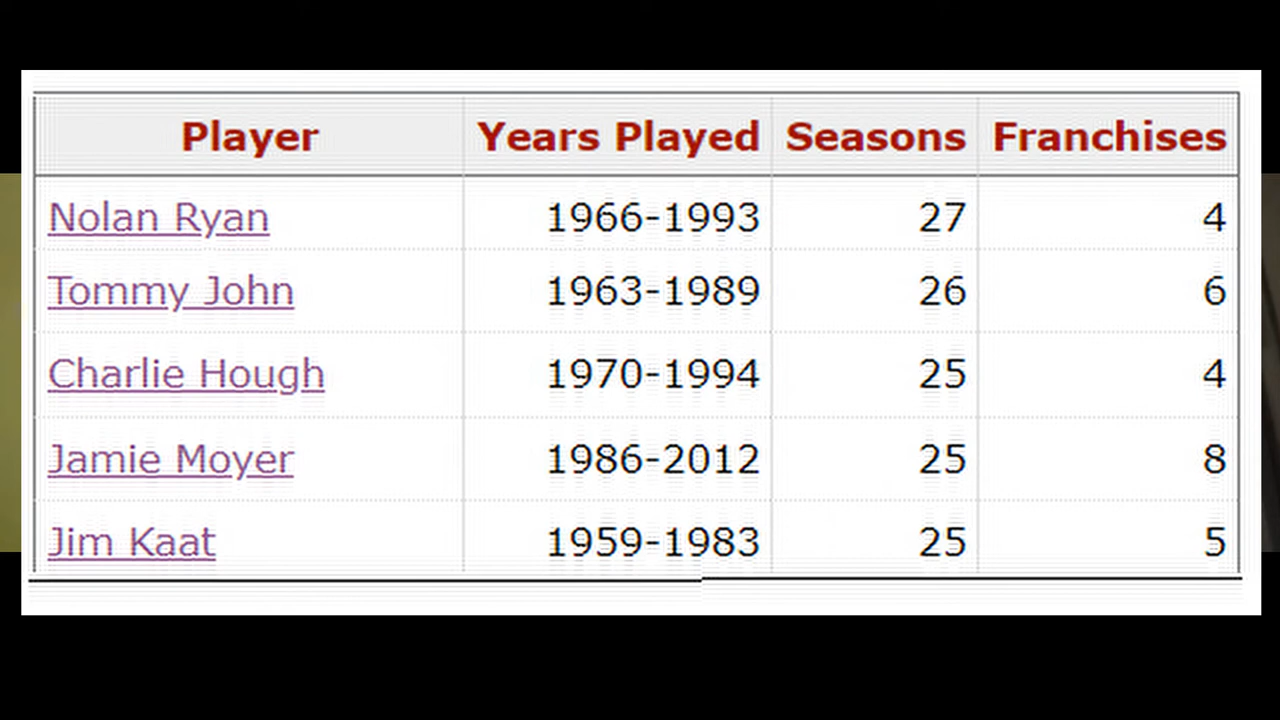 Player Years Played Seasons Franchises
Nolan Ryan 1966-1993 27 4
Tommy John 1963-1989 26 6
Charlie Hough 1970-1994 25 4
Jamie Moyer 1986-2012 25 8
Jim Kaat 1959-1983 25 5